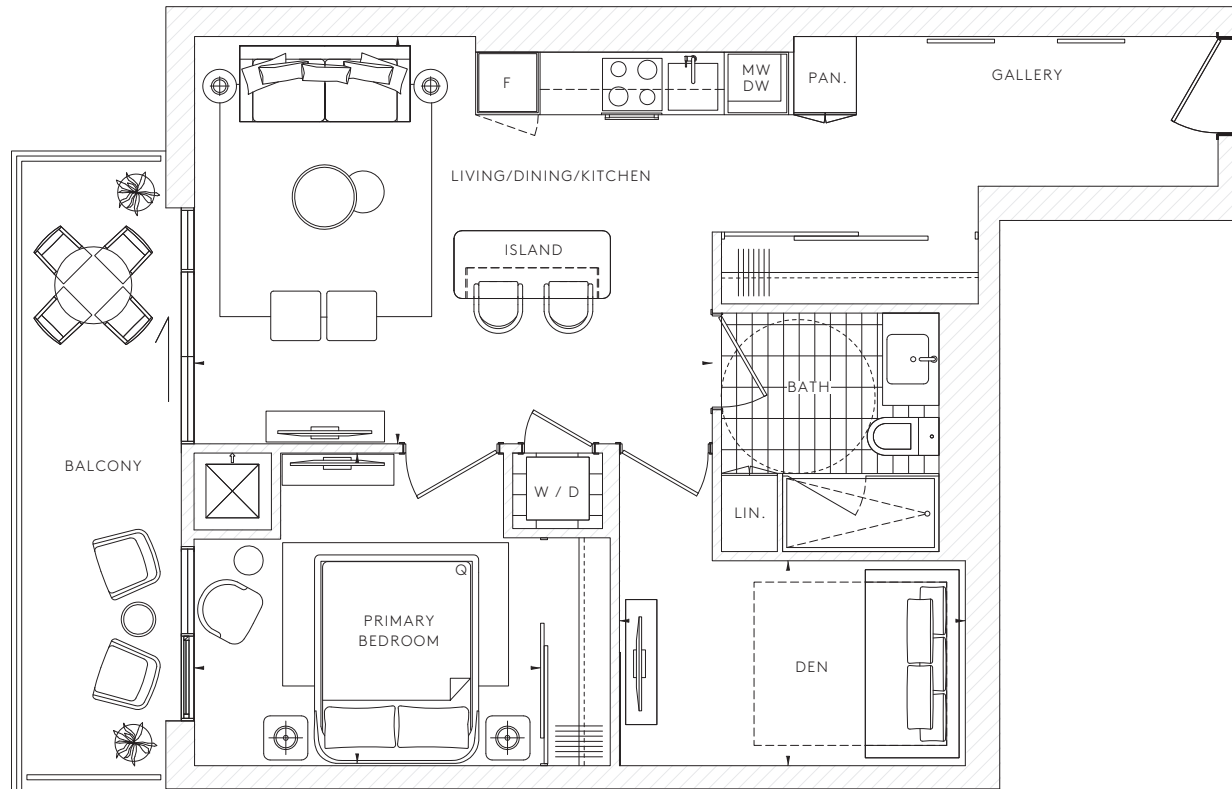 MW
DW
F
PAN.
GALLERY
LIVING/DINING/KITCHEN
ISLAND
BATH
BALCONY
W / D
LIN.
Q
PRIMARY
BEDROOM
DEN